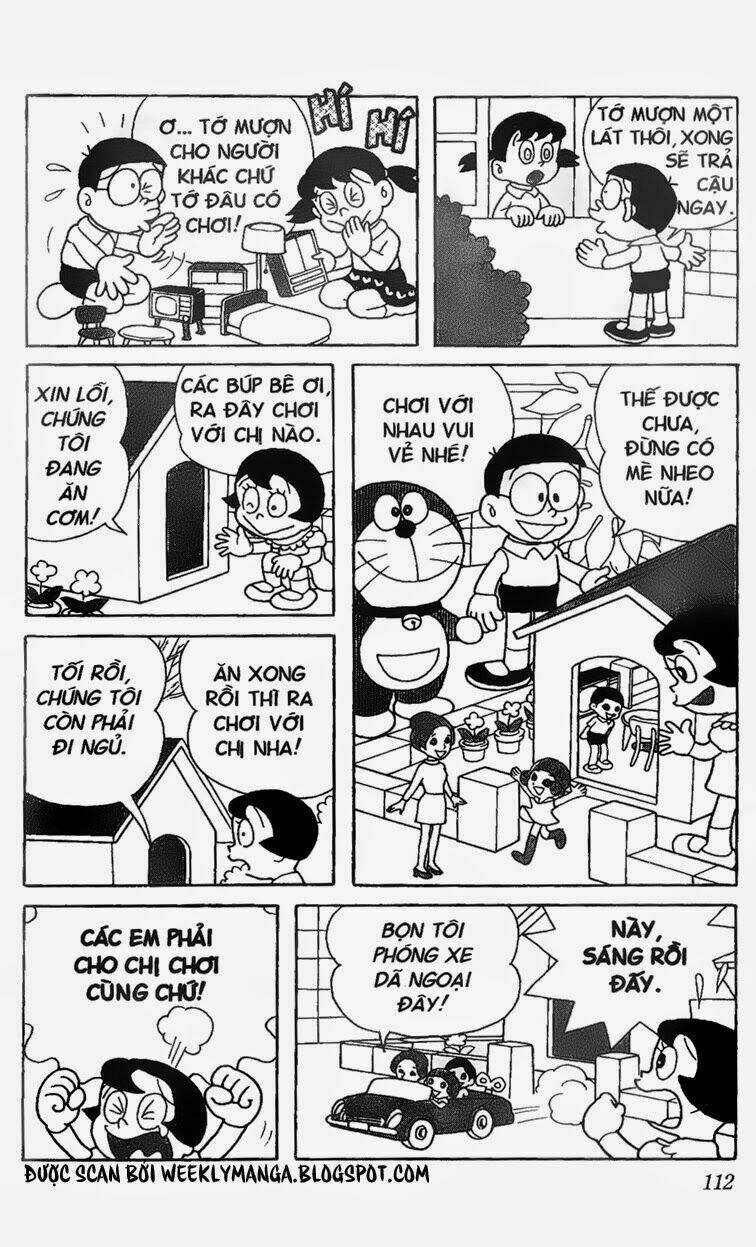 HÍ HÍ
Ơ... TỚ MƯỢN
CHO NGƯỜI
KHÁC CHỨ
TỚ ĐÂU CÓ
CHƠI!
TỚ MƯỢN MỘT
LÁT THÔI, XONG
SẼ TRẢ
CẬU
NGAY.
XIN LỖI,
CHÚNG
TÔI
ĐANG
ĂN
CƠM!
CÁC BÚP BÊ ƠI,
RA ĐÂY CHƠI
VỚI CHỊ NÀO.
CHƠI VỚI
NHAU VUI
VẺ NHÉ!
THẾ ĐƯỢC
CHƯA,
ĐỪNG CÓ
MÈ NHEO
NỮA!
TỐI RỒI,
CHÚNG TÔI
CÒN PHẢI
ĐI NGỦ.
ĂN XONG
RỒI THÌ RA
CHƠI VỚI
CHỊ NHA!
CÁC EM PHẢI
CHO CHỊ CHƠI
CÙNG CHỨ!
BỌN TÔI
PHÓNG XE
DÃ NGOẠI
ĐÂY!
NÀY,
SÁNG RỒI
ĐẤY.
ĐƯỢC SCAN BỞI WEEKLYMANGA.BLOGSPOT.COM
112